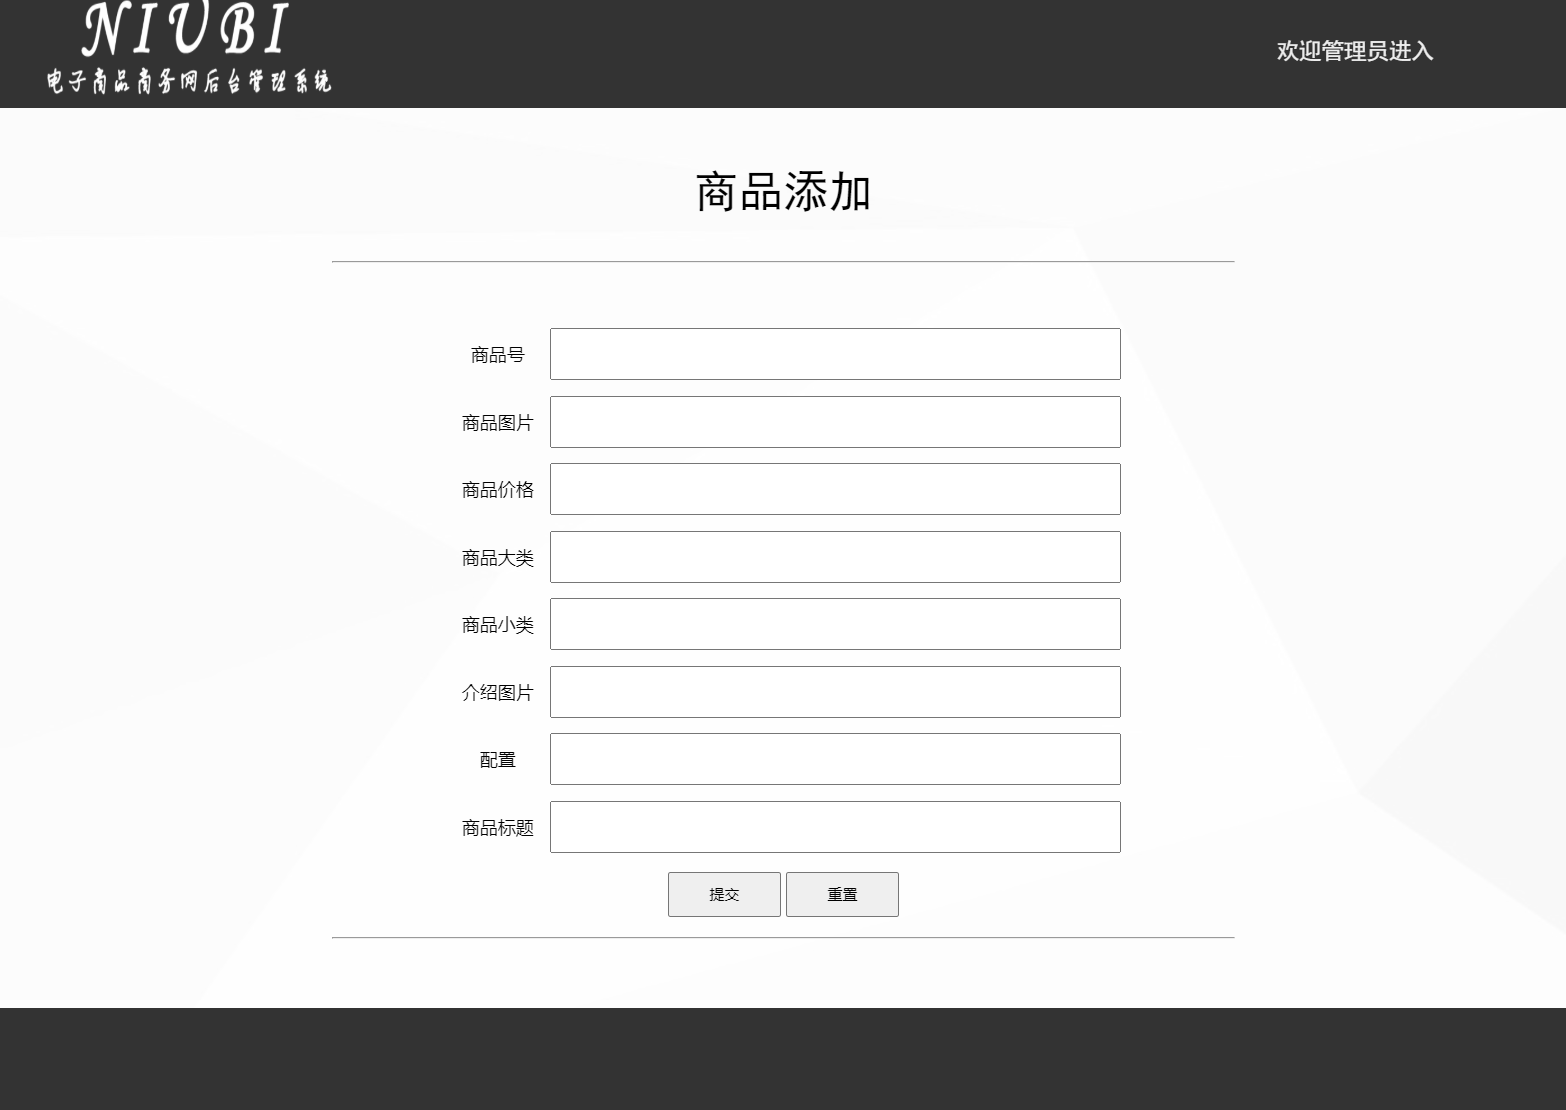 NIUBI
电子商品商务网后台管理系统
欢迎管理员进入
商品添加
商品号
商品图片
商品价格
商品大类
商品小类
介绍图片
配置
商品标题
提交 重置